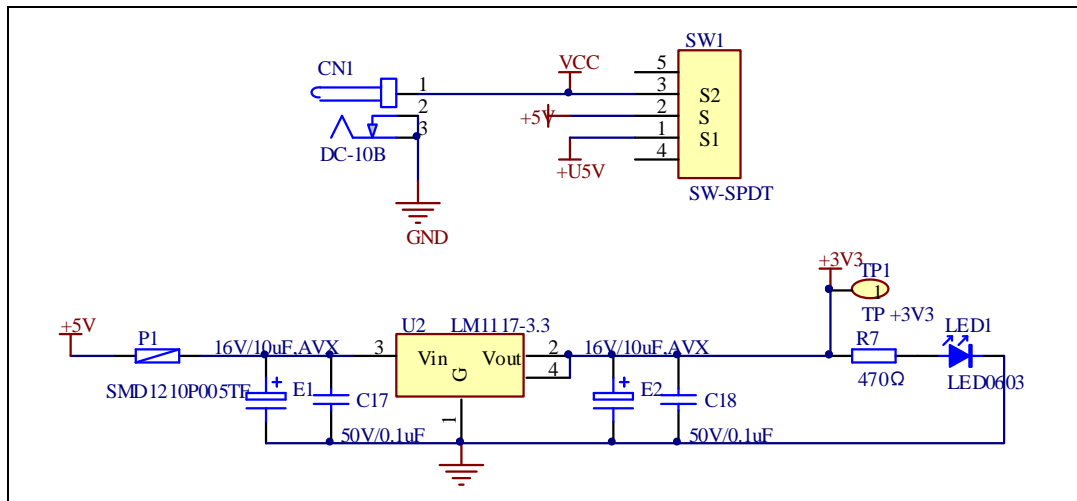 SW1
CN1
VCC
5
1
3
S2
2
+5V
2
S
3
1
S1
DC-10B
4
+U5V
SW-SPDT
GND
+3V3
TP1
1
TP +3V3
+5V
P1
U2
LM1117-3.3
R7
LED1
16V/10uF,AVX
3
Vin
Vout
2
16V/10uF,AVX
4
G
SMD1210P005TF
470Ω
LED0603
+
E1
C17
+
E2
C18
1
50V/0.1uF
50V/0.1uF